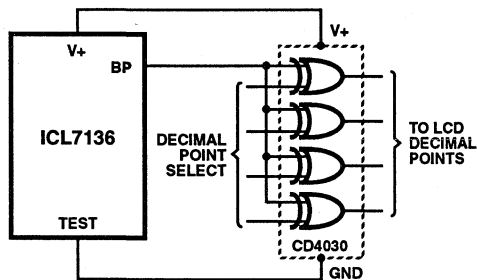 V+
V+
BP
ICL7136
DECIMAL
POINT
SELECT
TO LCD
DECIMAL
POINTS
TEST
CD4030
GND